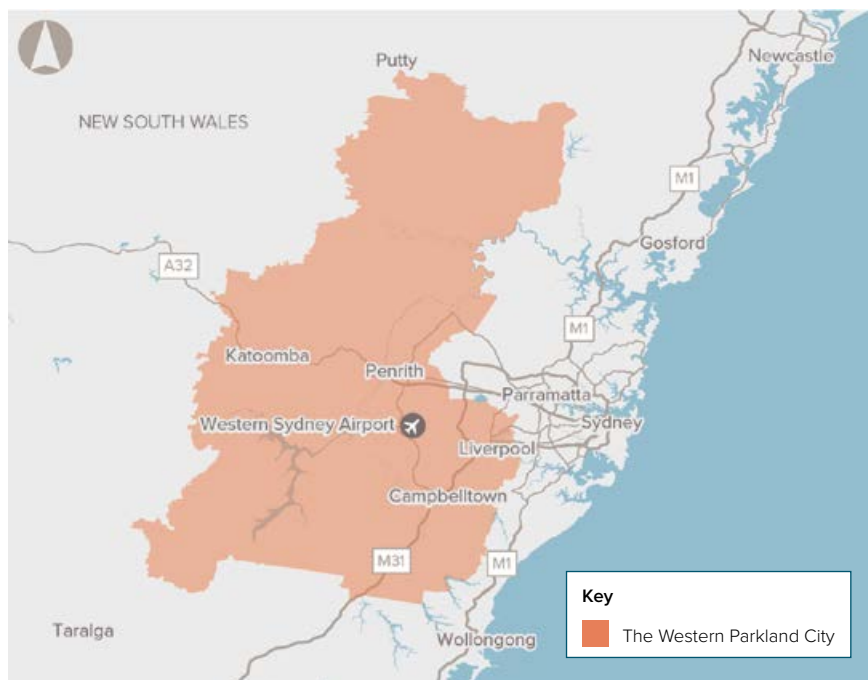 Putty
Newcastle
NEW SOUTH WALES
M1
Gosford
A32
M1
Katoomba
Penrith
Parramatta
Western Sydney Airport
Sydney
Liverpool
Campbelltown
M31
M1
Key
Taralga
The Western Parkland City
Wollongong